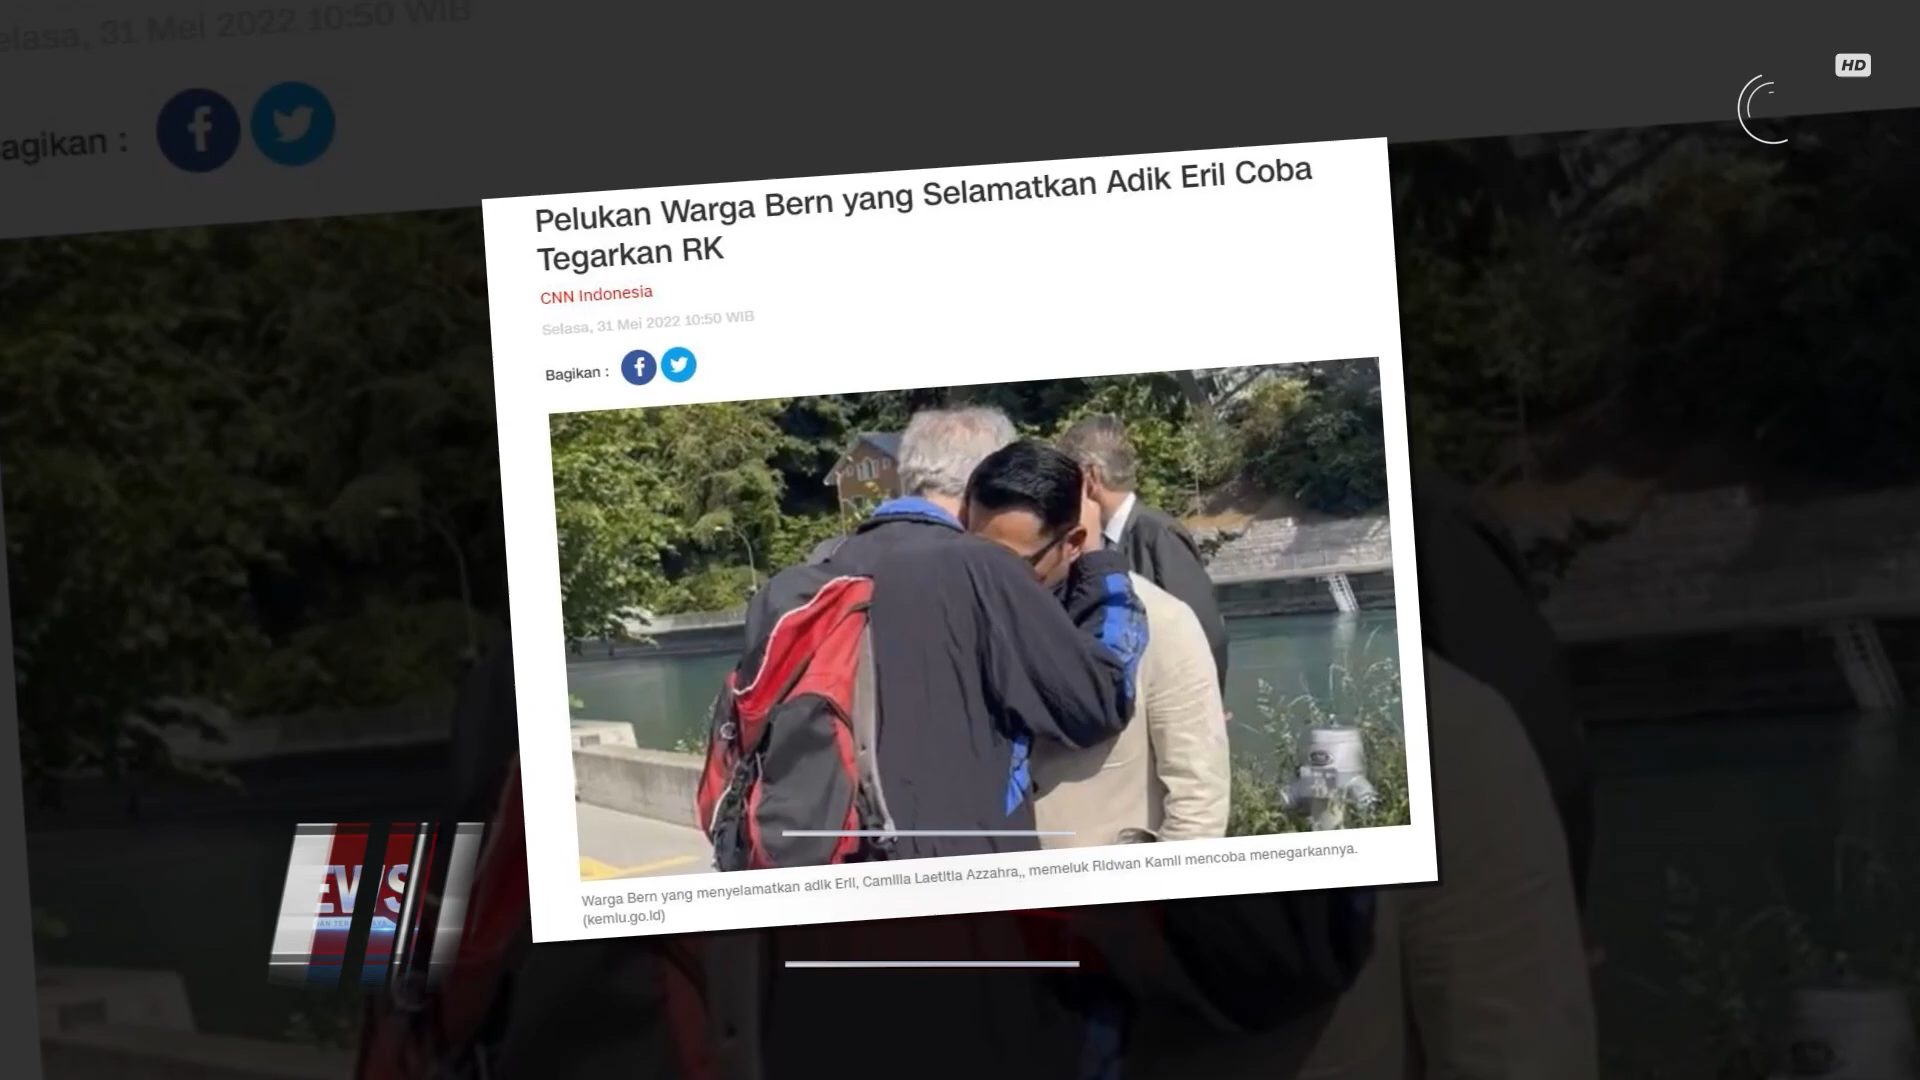 Selasa, 31 Mei 2022 10:50 WIB
agikan :
HD
Pelukan Warga Bern yang Selamatkan Adik Eril Coba
Tegarkan RK
CNN Indonesia
Selasa, 31 Mei 2022 10:50 WIB
Bagikan :
Warga Bern yang menyelamatkan adik Eril, Camilla Laetitia Azzahra,, memeluk Ridwan Kamil mencoba menegarkannya.
(kemlu.go.id)
EWS